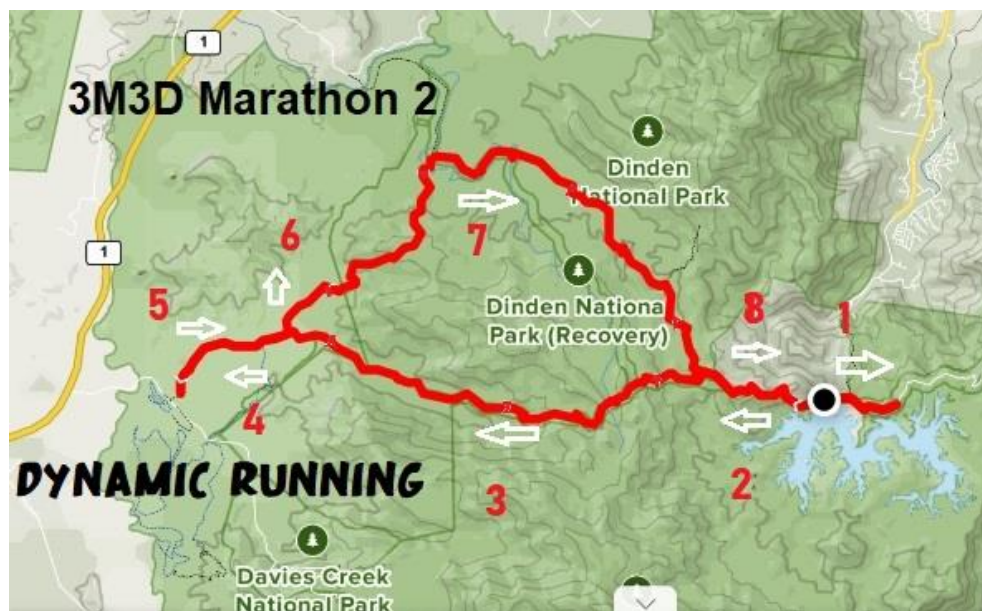 1
3M3D Marathon 2
Dinden
National Park
6
7
1
5
Dinden Nationa
Park (Recovery)
8
1
4
DYNAMIC RUNNING
3
2
Davies Creek
National Park